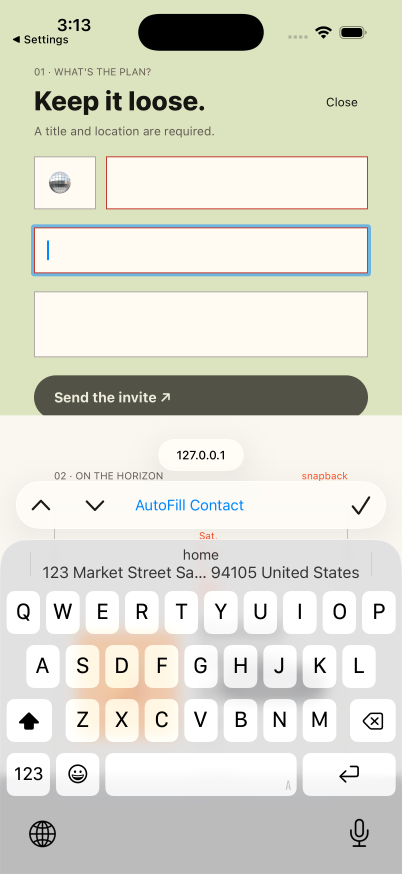 3:13
◀ Settings
01 · WHAT'S THE PLAN?
Keep it loose.
Close
A title and location are required.
Send the invite ↗
127.0.0.1
02 · ON THE HORIZON
snapback
AutoFill Contact
Sat.
home
123 Market Street Sa... 94105 United States
Q W E R T Y U I O P
A S D F G H J K L
Z X C V B N M
123
A